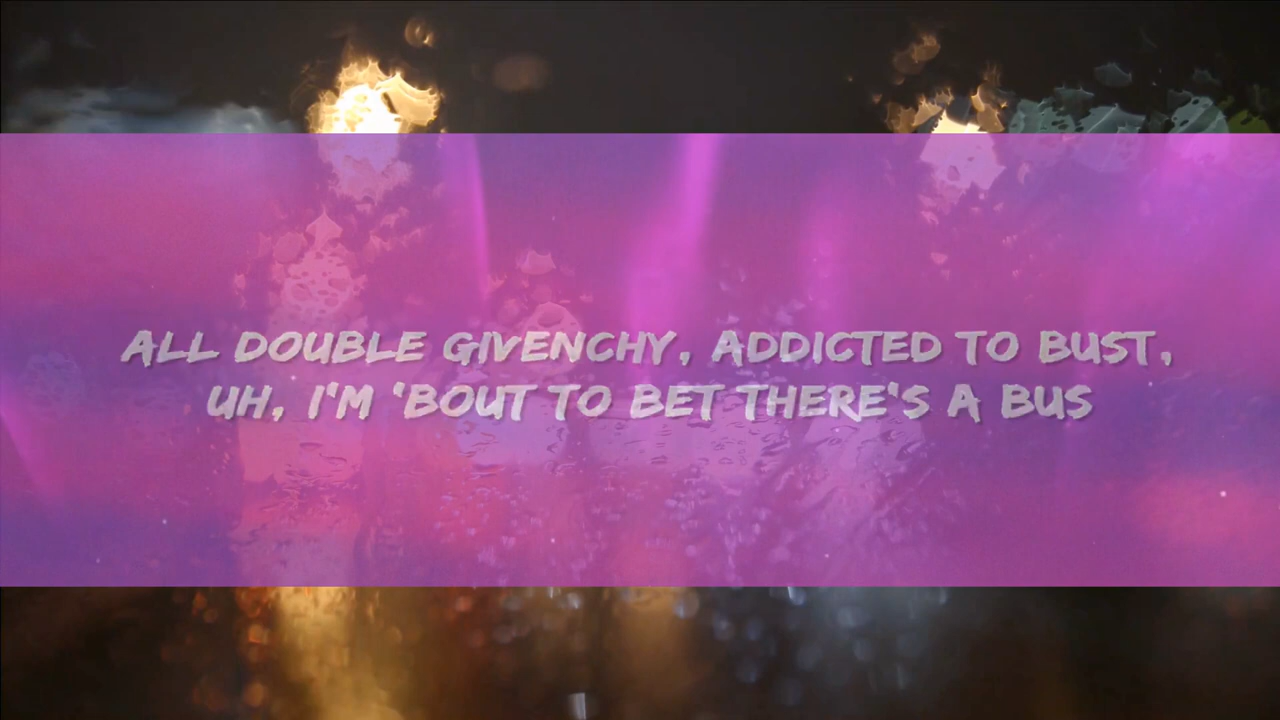 ALL DOUBLE GIVENCHY, ADDICTED TO BUST,
UH, I'M 'BOUT TO BET THERE'S A BUS